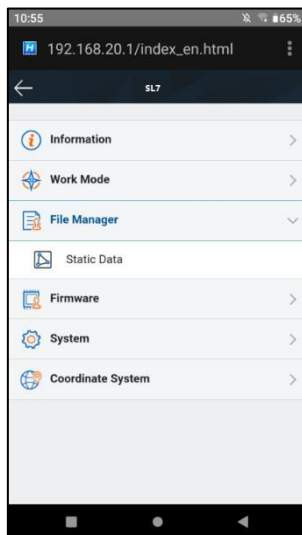 10:55
65%
192.168.20.1/index_en.html
SL7
Information
Work Mode
File Manager
Static Data
Firmware
System
Coordinate System